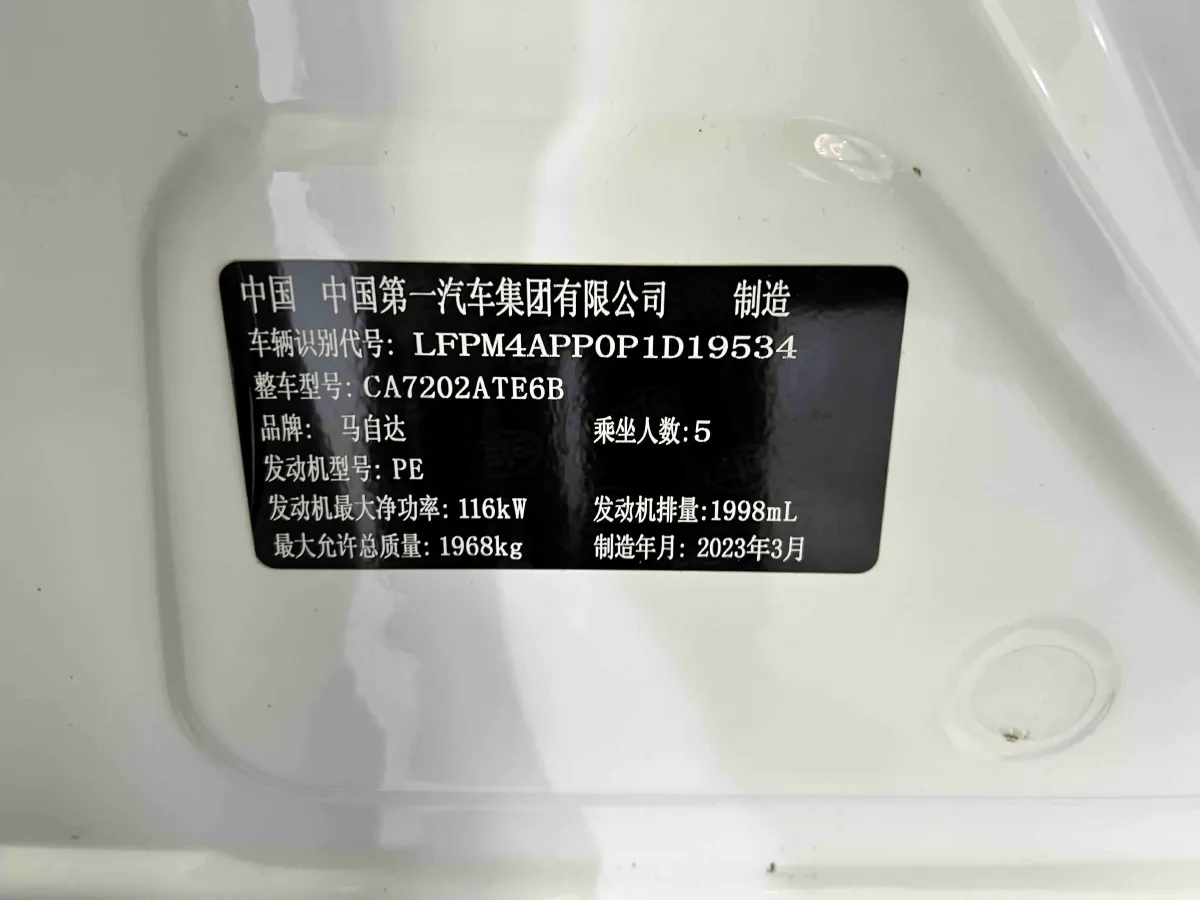 中国 中国第一汽车集团有限公司 制造
车辆识别代号: LFPM4APP0P1D19534
整车型号: CA7202ATE6B
品牌: 马自达 乘坐人数:5
发动机型号: PE
发动机最大净功率: 116kW 发动机排量:1998mL
最大允许总质量: 1968kg 制造年月: 2023年3月